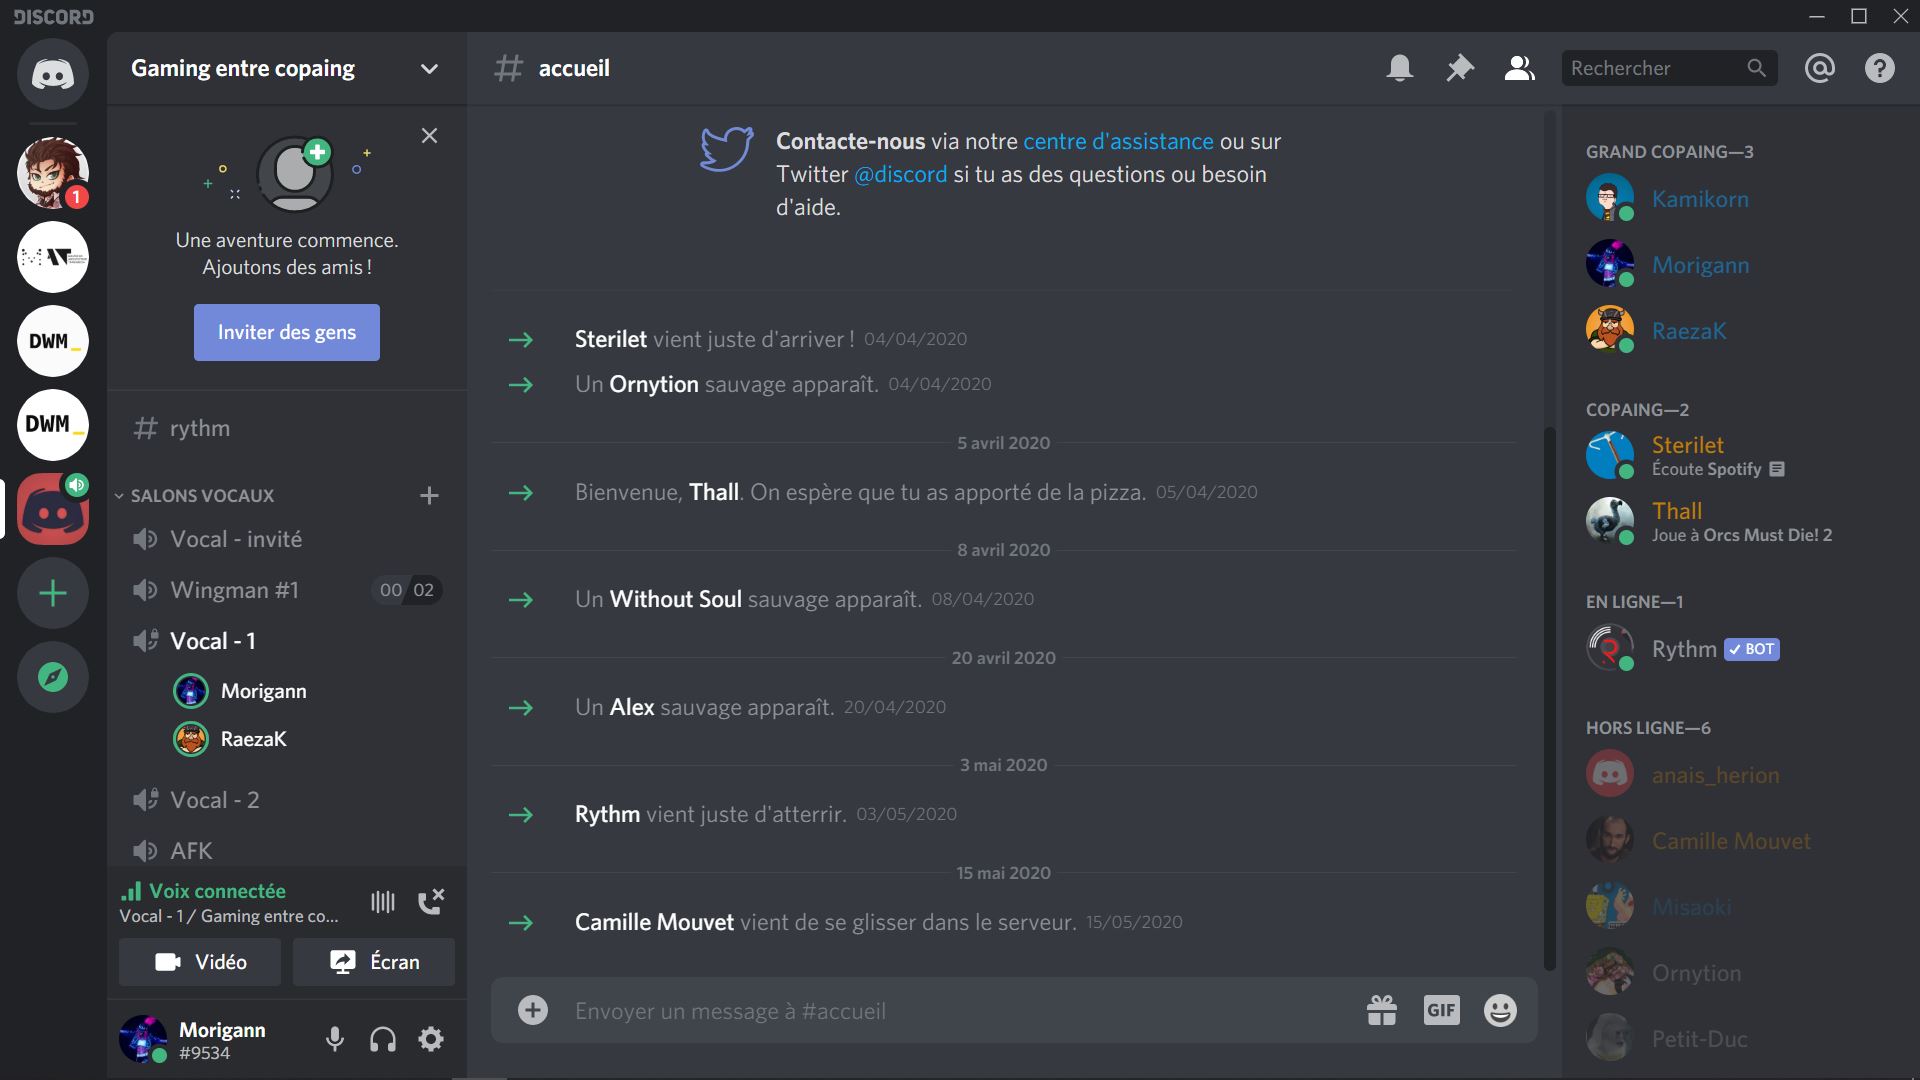 DISCORD
1
DWM_
DWM_
Gaming entre copaing
Une aventure commence.
Ajoutons des amis !
Inviter des gens
# rythm
SALONS VOCAUX
Vocal - invité
Wingman #1 00 02
Vocal - 1
Morigann
RaezaK
Vocal - 2
AFK
Voix connectée
Vocal - 1 / Gaming entre co...
Vidéo
Écran
Morigann
#9534
# accueil
Rechercher
Contacte-nous via notre centre d'assistance ou sur
Twitter @discord si tu as des questions ou besoin
d'aide.
Sterilet vient juste d'arriver ! 04/04/2020
Un Ornytion sauvage apparaît. 04/04/2020
5 avril 2020
Bienvenue, Thall. On espère que tu as apporté de la pizza. 05/04/2020
8 avril 2020
Un Without Soul sauvage apparaît. 08/04/2020
20 avril 2020
Un Alex sauvage apparaît. 20/04/2020
3 mai 2020
Rythm vient juste d'atterrir. 03/05/2020
15 mai 2020
Camille Mouvet vient de se glisser dans le serveur. 15/05/2020
Envoyer un message à #accueil
GIF
GRAND COPAING—3
Kamikorn
Morigann
RaezaK
COPAING—2
Sterilet
Écoute Spotify
Thall
Joue à Orcs Must Die! 2
EN LIGNE—1
Rythm BOT
HORS LIGNE—6
anais_herion
Camille Mouvet
Misaoki
Ornytion
Petit-Duc